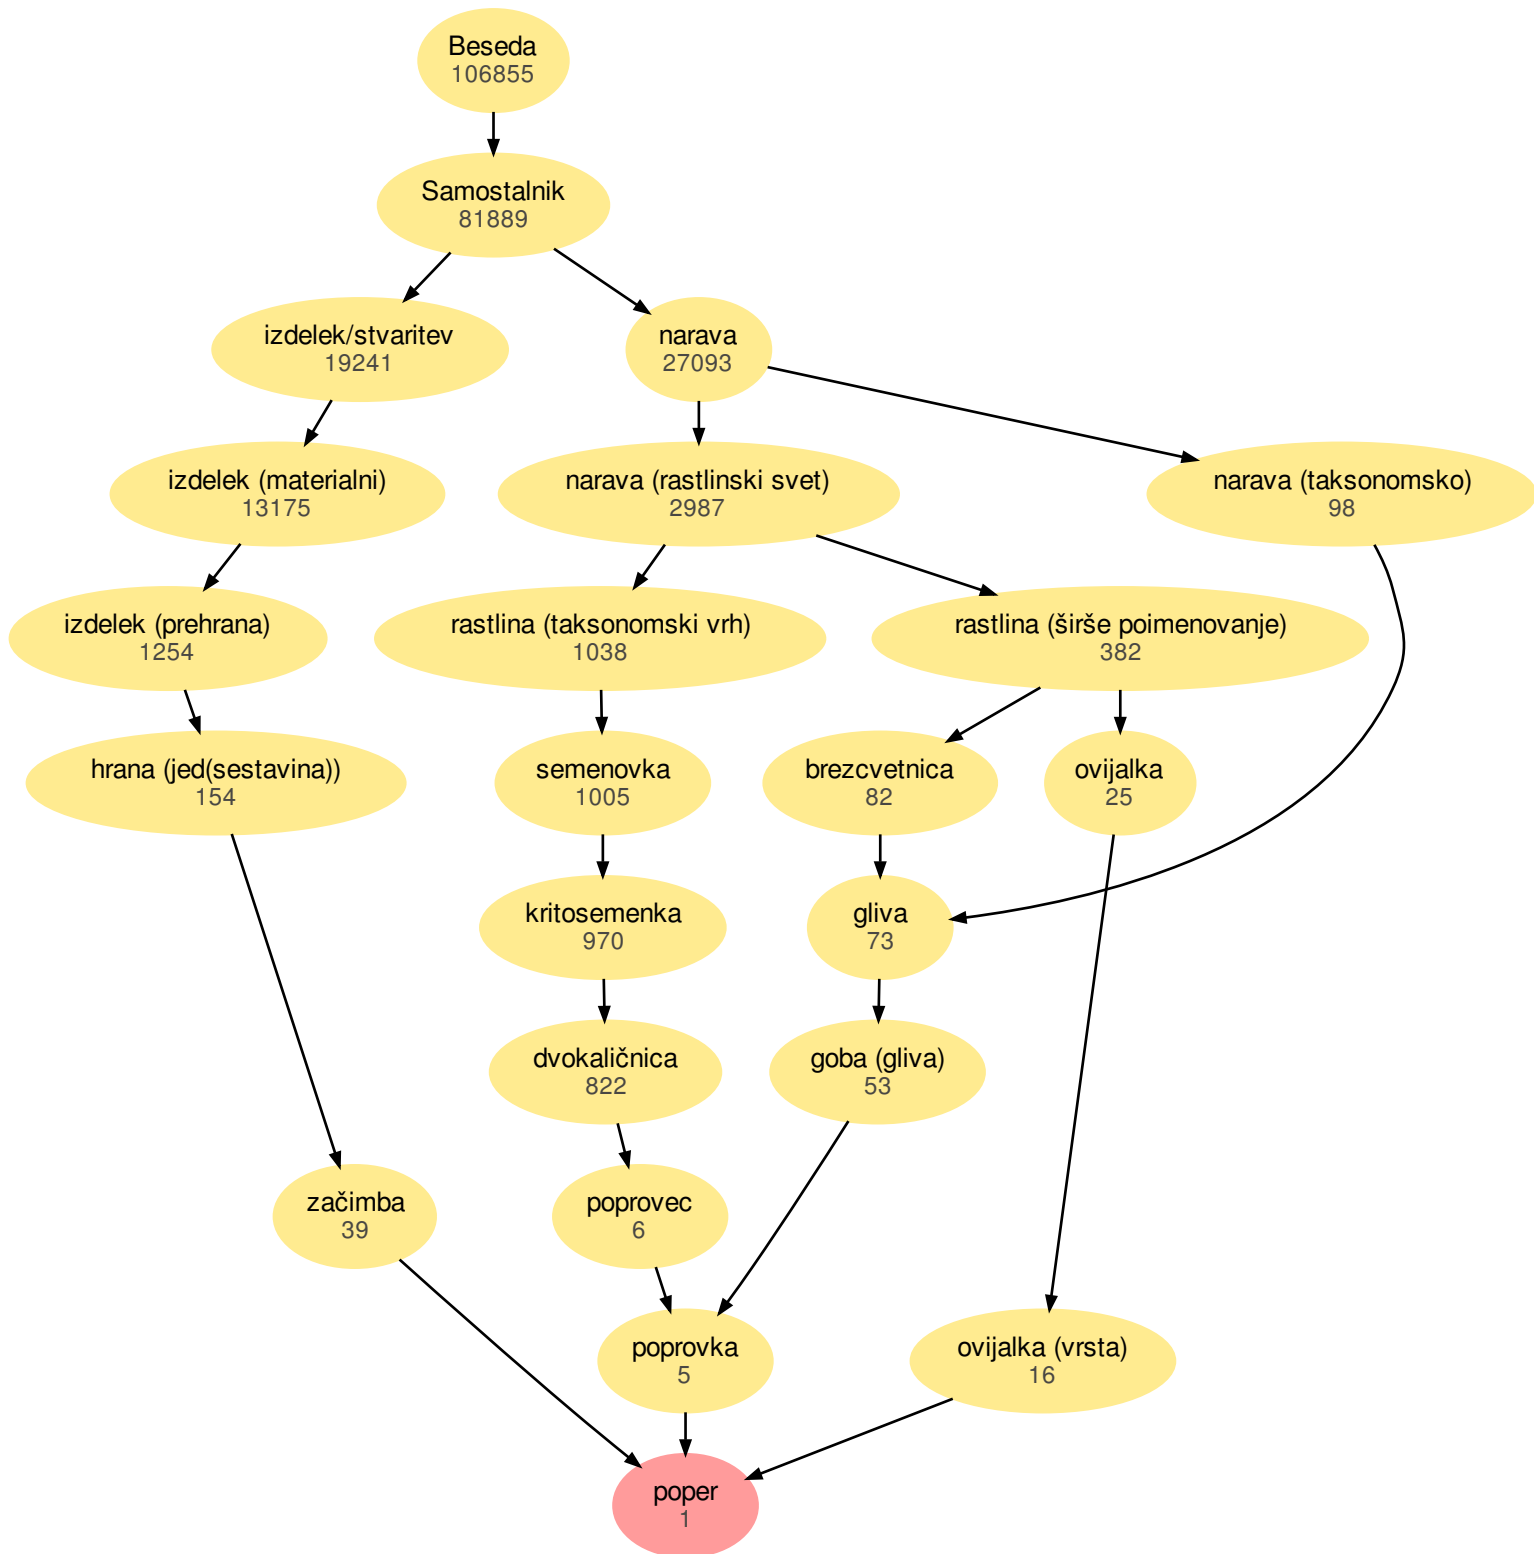 Beseda
106855
Samostalnik
81889
izdelek/stvaritev
19241
narava
27093
izdelek (materialni)
13175
narava (rastlinski svet)
2987
narava (taksonomsko)
98
izdelek (prehrana)
1254
rastlina (taksonomski vrh)
1038
rastlina (širše poimenovanje)
382
hrana (jed(sestavina))
154
semenovka
1005
brezcvetnica
82
ovijalka
25
kritosemenka
970
gliva
73
dvokaličnica
822
goba (gliva)
53
začimba
39
poprovec
6
poprovka
5
ovijalka (vrsta)
16
poper
1